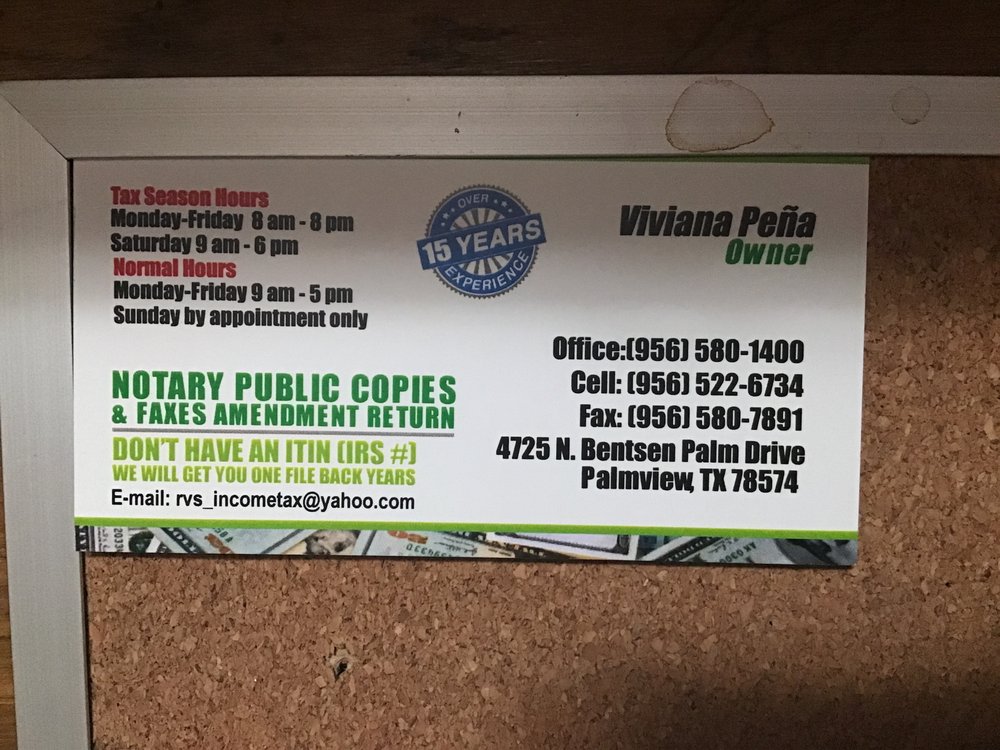 Tax Season Hours
Monday-Friday 8 am - 8 pm
Saturday 9 am - 6 pm
Normal Hours
Monday-Friday 9 am - 5 pm
Sunday by appointment only
NOTARY PUBLIC COPIES
& FAXES AMENDMENT RETURN
DON'T HAVE AN ITIN (IRS #)
WE WILL GET YOU ONE FILE BACK YEARS
E-mail: rvs_incometax@yahoo.com
OVER
15 YEARS
EXPERIENCE
Viviana Peña
Owner
Office:(956) 580-1400
Cell: (956) 522-6734
Fax: (956) 580-7891
4725 N. Bentsen Palm Drive
Palmview, TX 78574